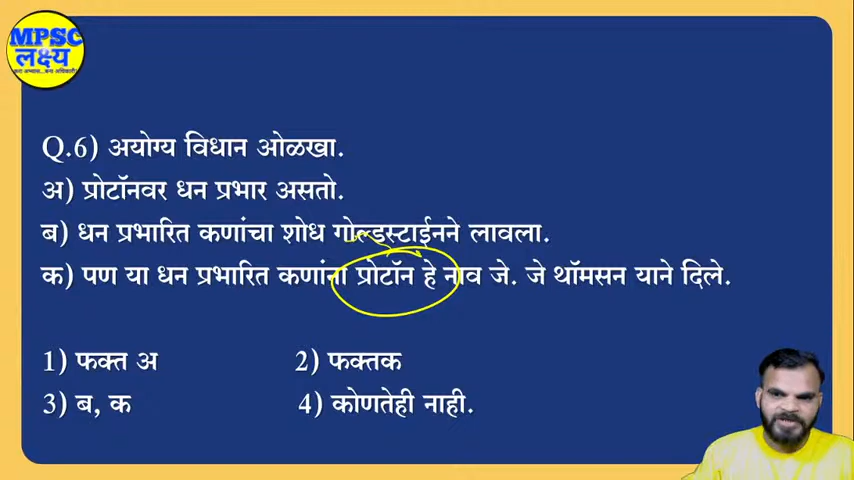 MPSC
लक्ष्य
Q.6) अयोग्य विधान ओळखा.
अ) प्रोटॉनवर धन प्रभार असतो.
ब) धन प्रभारित कणांचा शोध गोल्डस्टाईनने लावला.
क) पण या धन प्रभारित कणांना प्रोटॉन हे नाव जे. जे थॉमसन याने दिले.
1) फक्त अ 2) फक्तक
3) ब, क 4) कोणतेही नाही.